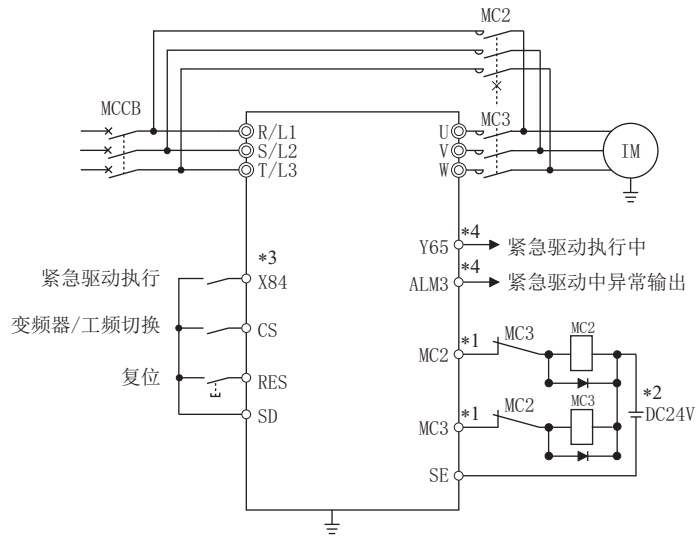 MC2
MCCB
MC3
R/L1
S/L2
T/L3
U
V
W
IM
*4
Y65
紧急驱动执行中
*3
*4
紧急驱动执行
X84
ALM3
紧急驱动中异常输出
变频器/工频切换
CS
MC2
*1
MC3
MC2
*2
DC24V
复位
RES
MC3
*1
MC2
MC3
SD
SE